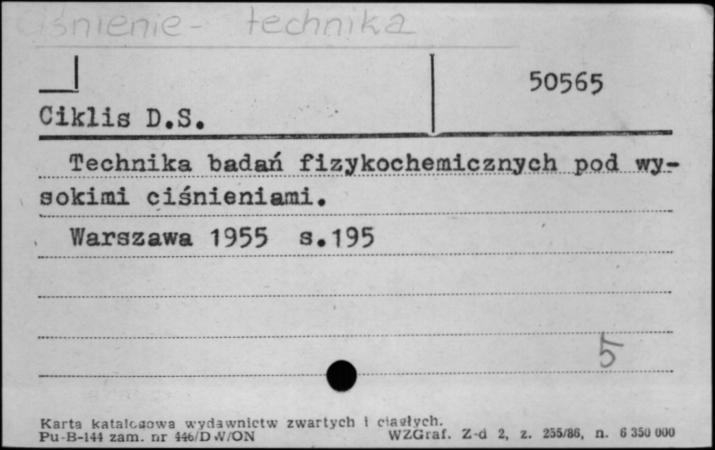 Ciśnienie - technika
50565
Ciklis D.S.
Technika badań fizykochemicznych pod wy-
sokimi ciśnieniami.
Warszawa 1955 s.195
5
Karta katalogowa wydawnictw zwartych i ciągłych.
Pu-B-144 zam. nr 446/DW/ON WZGraf. Z-d 2, z. 255/86, n. 6 350 000